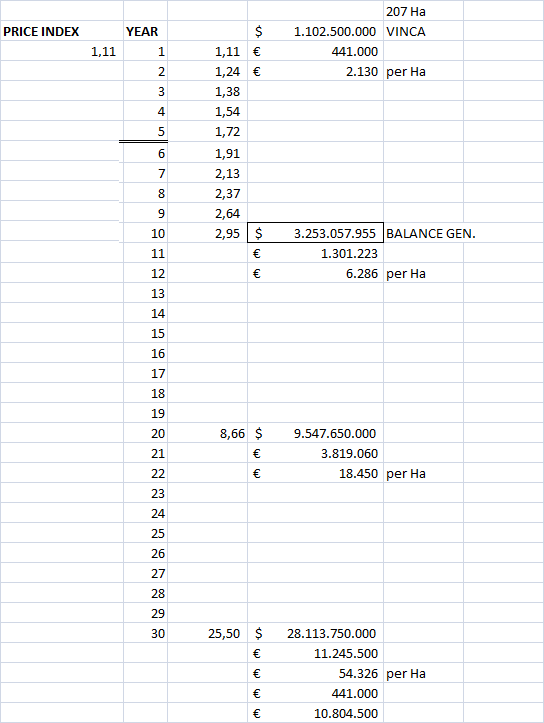 207 Ha
PRICE INDEX YEAR $ 1.102.500.000 VINCA
1,11 1 1,11 € 441.000
2 1,24 € 2.130 per Ha
3 1,38
4 1,54
5 1,72
6 1,91
7 2,13
8 2,37
9 2,64
10 2,95 $ 3.253.057.955 BALANCE GEN.
11 € 1.301.223
12 € 6.286 per Ha
13
14
15
16
17
18
19
20 8,66 $ 9.547.650.000
21 € 3.819.060
22 € 18.450 per Ha
23
24
25
26
27
28
29
30 25,50 $ 28.113.750.000
€ 11.245.500
€ 54.326 per Ha
€ 441.000
€ 10.804.500